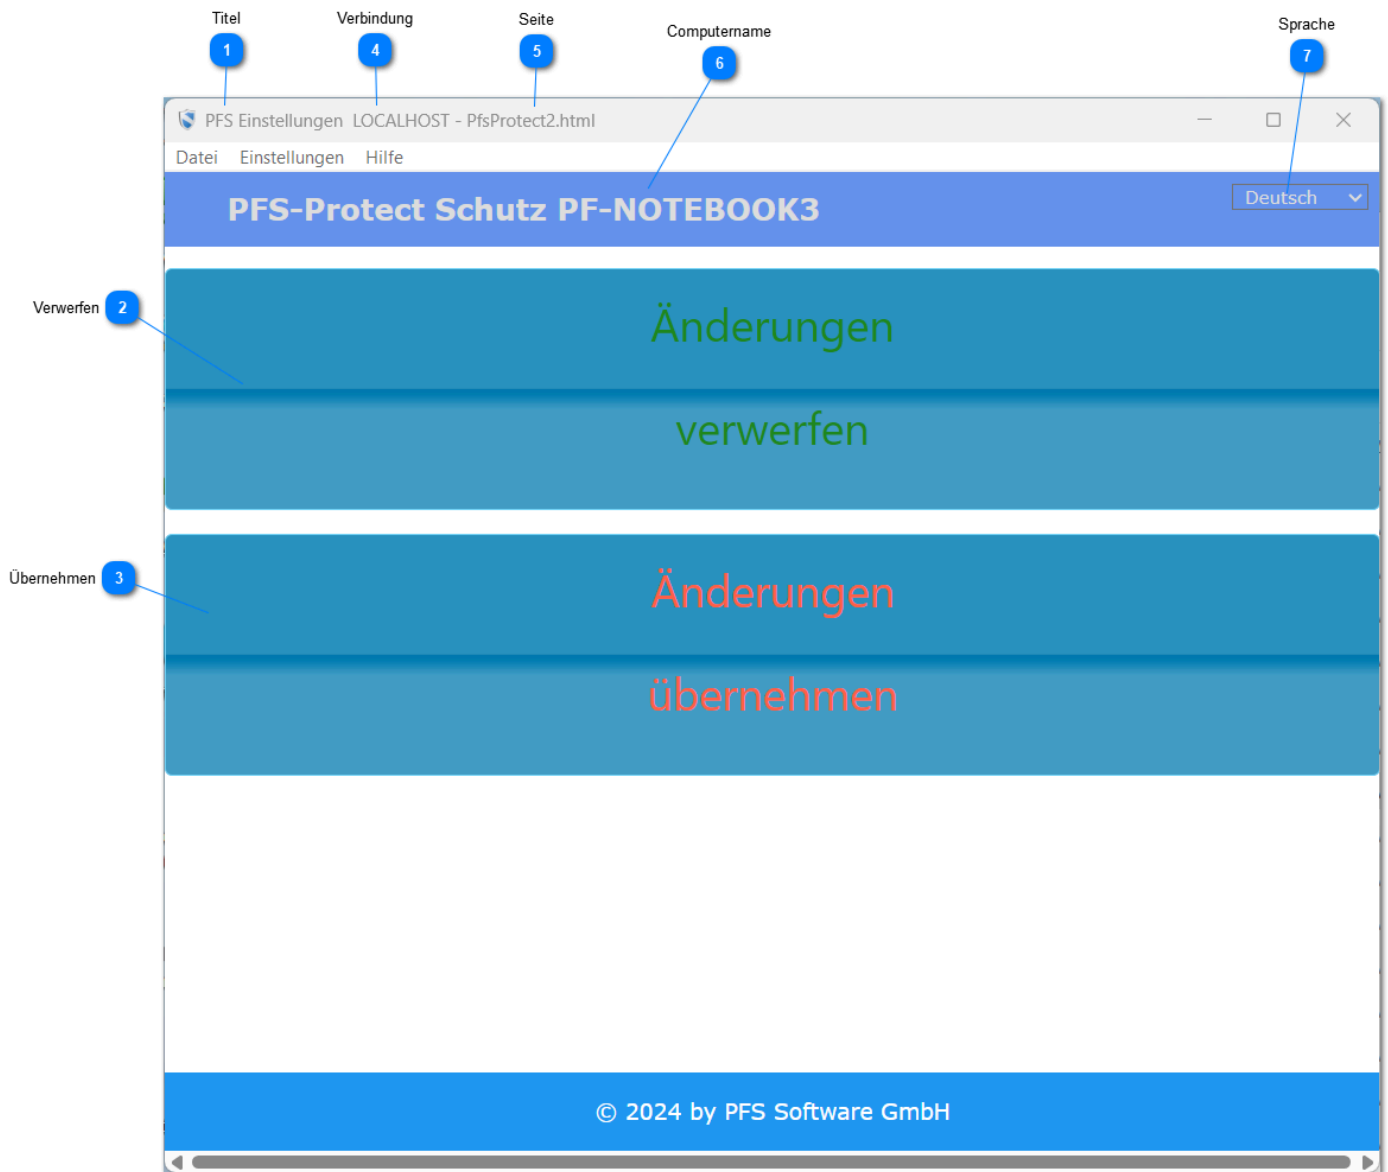 Titel
1
Verbindung
4
Seite
5
Computername
6
Sprache
7
PFS Einstellungen LOCALHOST - PfsProtect2.html
Datei Einstellungen Hilfe
PFS-Protect Schutz PF-NOTEBOOK3
Deutsch
Verwerfen 2
Änderungen
verwerfen
Übernehmen 3
Änderungen
übernehmen
© 2024 by PFS Software GmbH